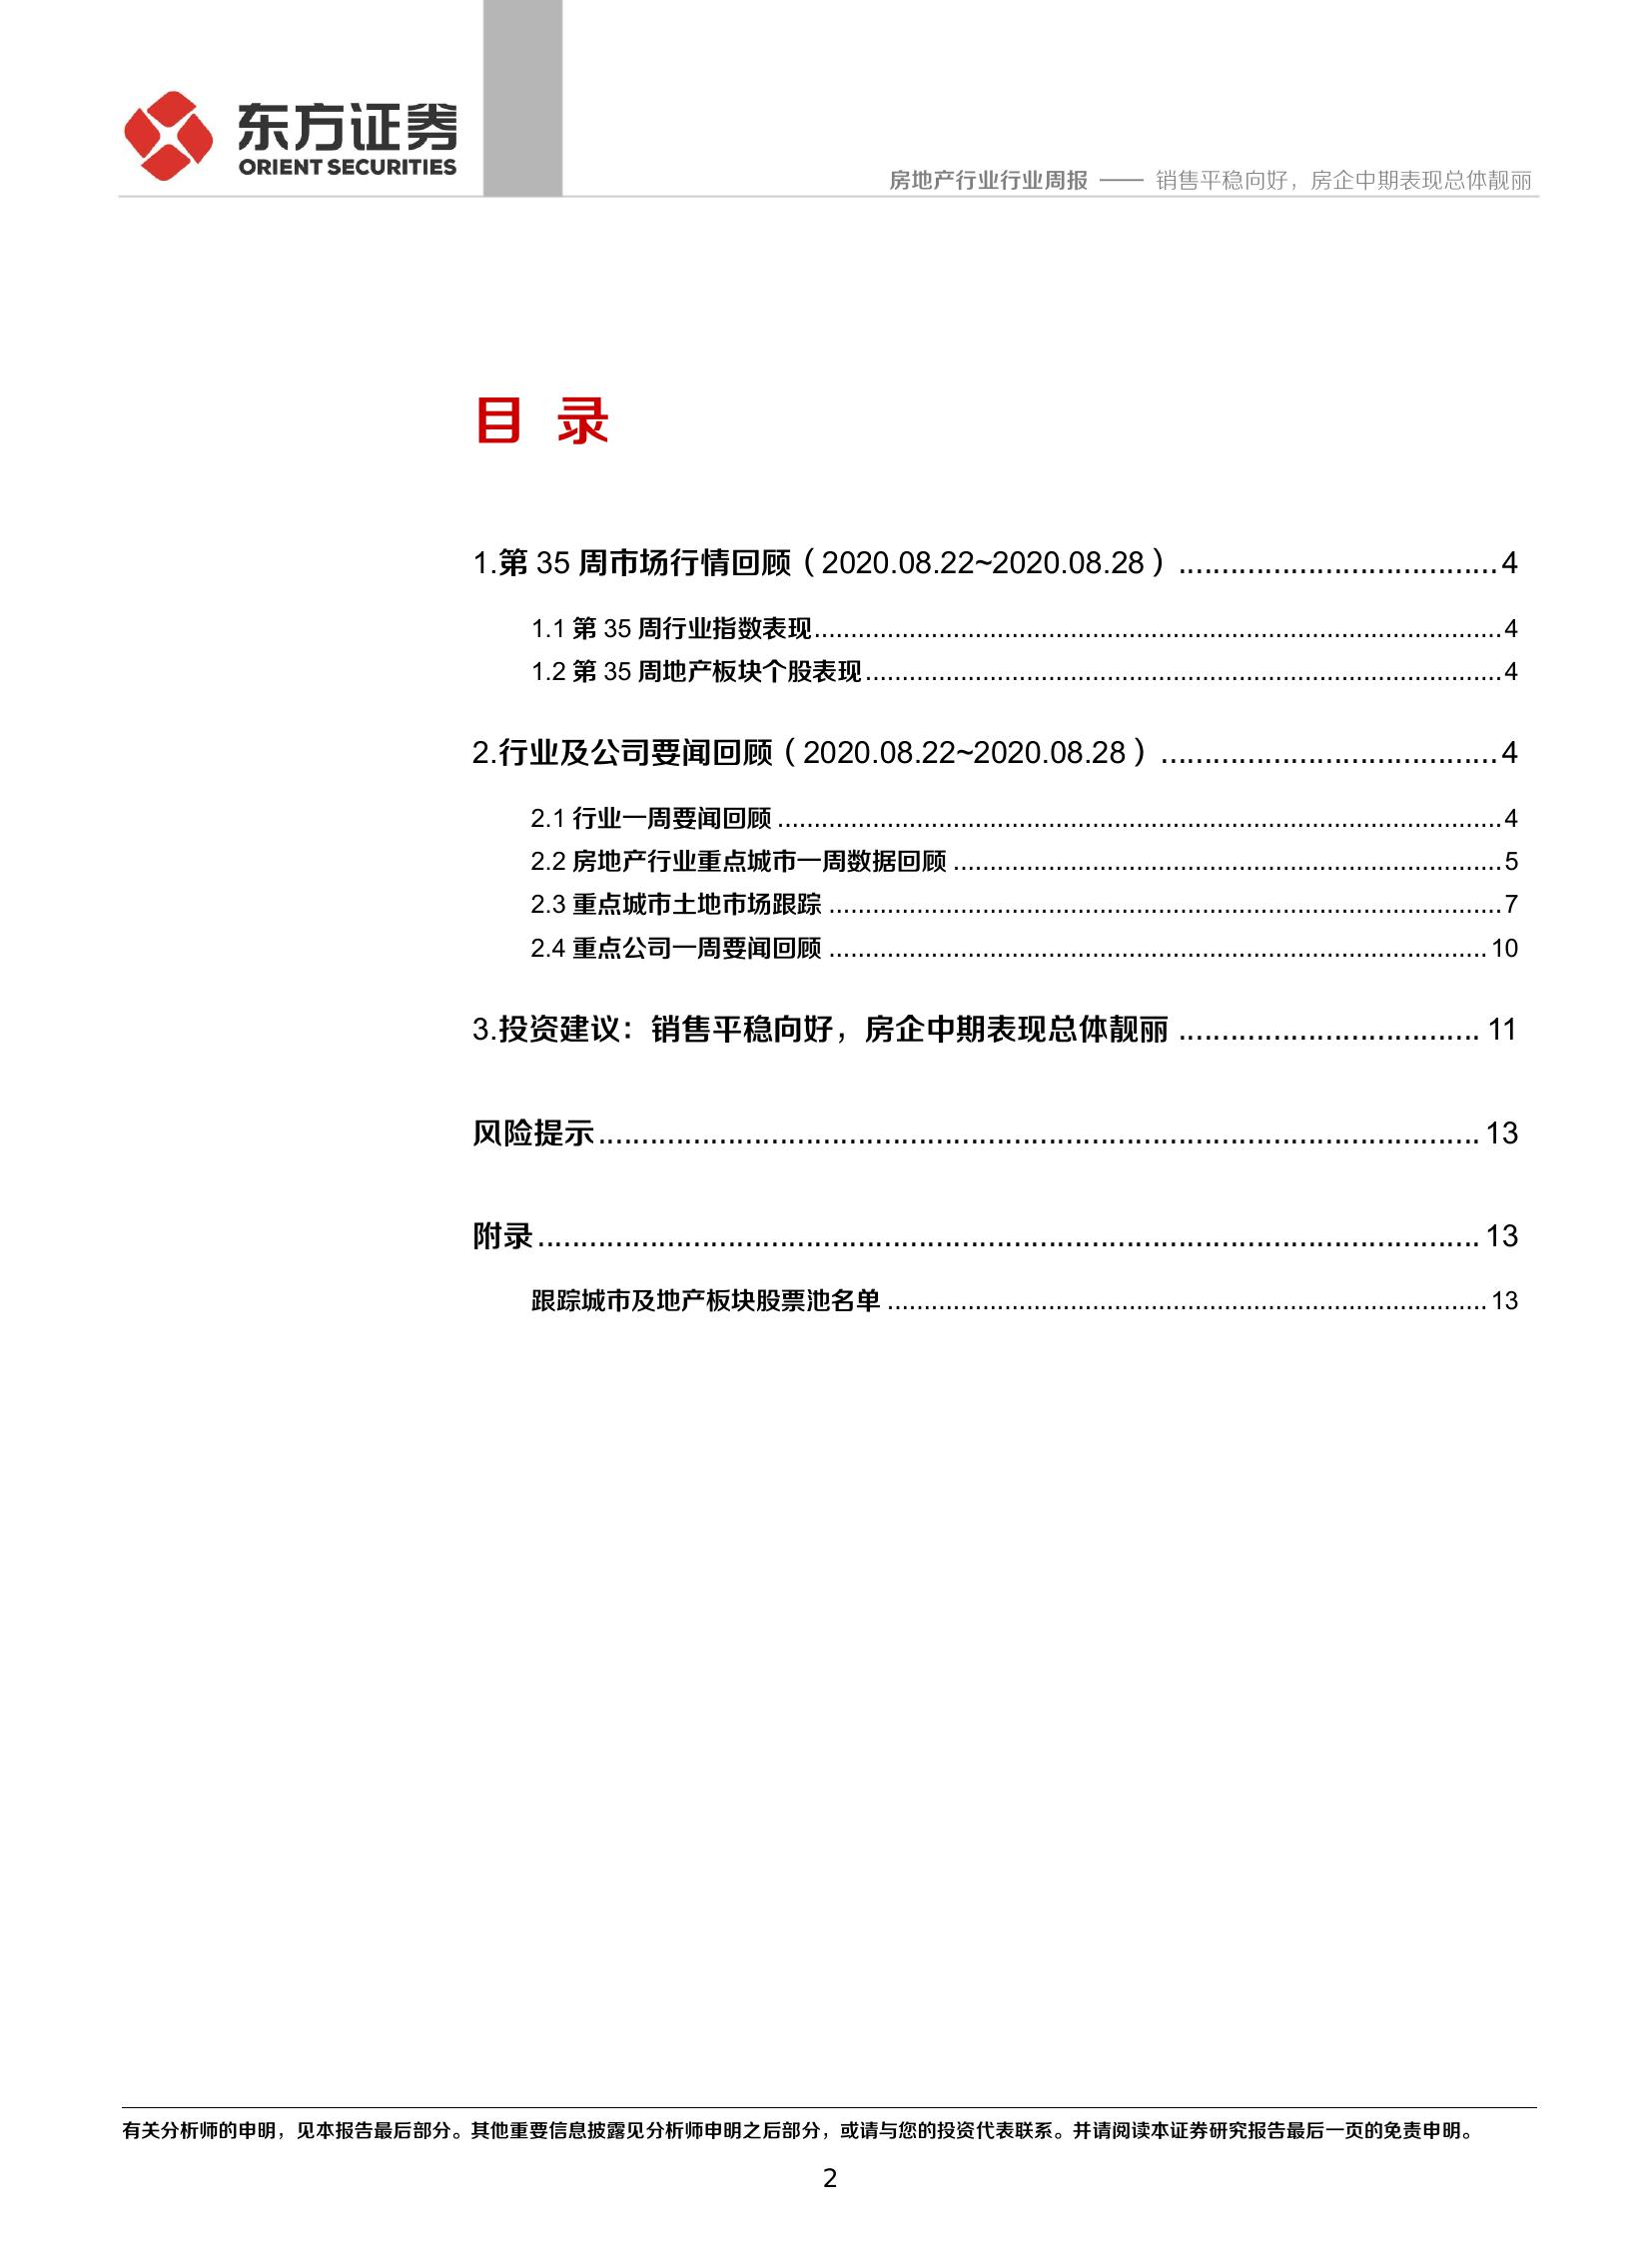 东方证券
ORIENT SECURITIES
房地产行业行业周报 —— 销售平稳向好，房企中期表现总体靓丽
目 录
1.第 35 周市场行情回顾（2020.08.22~2020.08.28）..................................... 4
1.1 第 35 周行业指数表现.............................................................................................. 4
1.2 第 35 周地产板块个股表现....................................................................................... 4
2.行业及公司要闻回顾（2020.08.22~2020.08.28）....................................... 4
2.1 行业一周要闻回顾 ................................................................................................... 4
2.2 房地产行业重点城市一周数据回顾 ........................................................................... 5
2.3 重点城市土地市场跟踪 ............................................................................................ 7
2.4 重点公司一周要闻回顾 .......................................................................................... 10
3.投资建议：销售平稳向好，房企中期表现总体靓丽 ................................... 11
风险提示...................................................................................................... 13
附录............................................................................................................. 13
跟踪城市及地产板块股票池名单 .................................................................................. 13
有关分析师的申明，见本报告最后部分。其他重要信息披露见分析师申明之后部分，或请与您的投资代表联系。并请阅读本证券研究报告最后一页的免责申明。
2